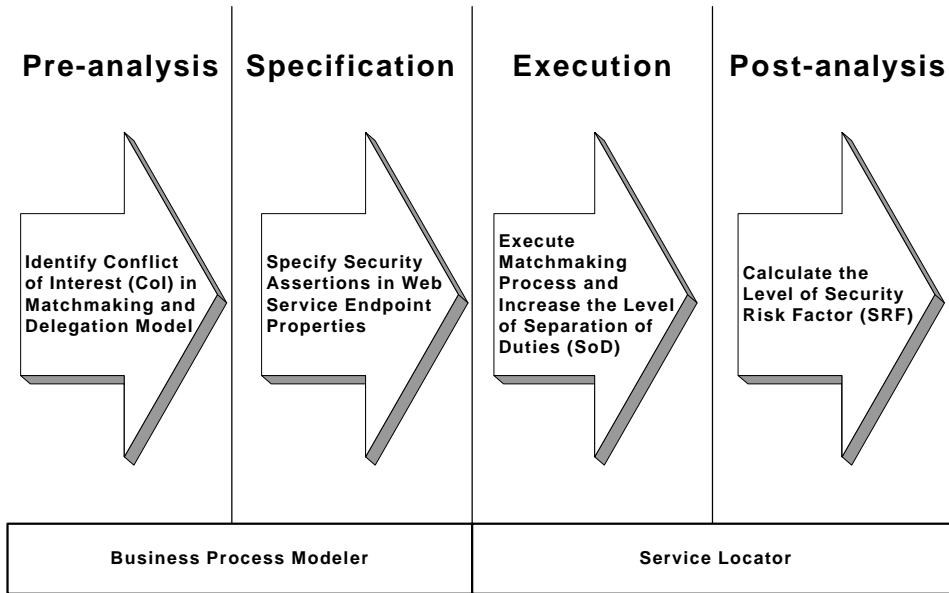 Pre-analysis
Specification
Execution
Post-analysis
Identify Conflict
of Interest (CoI) in
Matchmaking and
Delegation Model
Specify Security
Assertions in Web
Service Endpoint
Properties
Execute
Matchmaking
Process and
Increase the Level
of Separation of
Duties (SoD)
Calculate the
Level of Security
Risk Factor (SRF)
Business Process Modeler
Service Locator